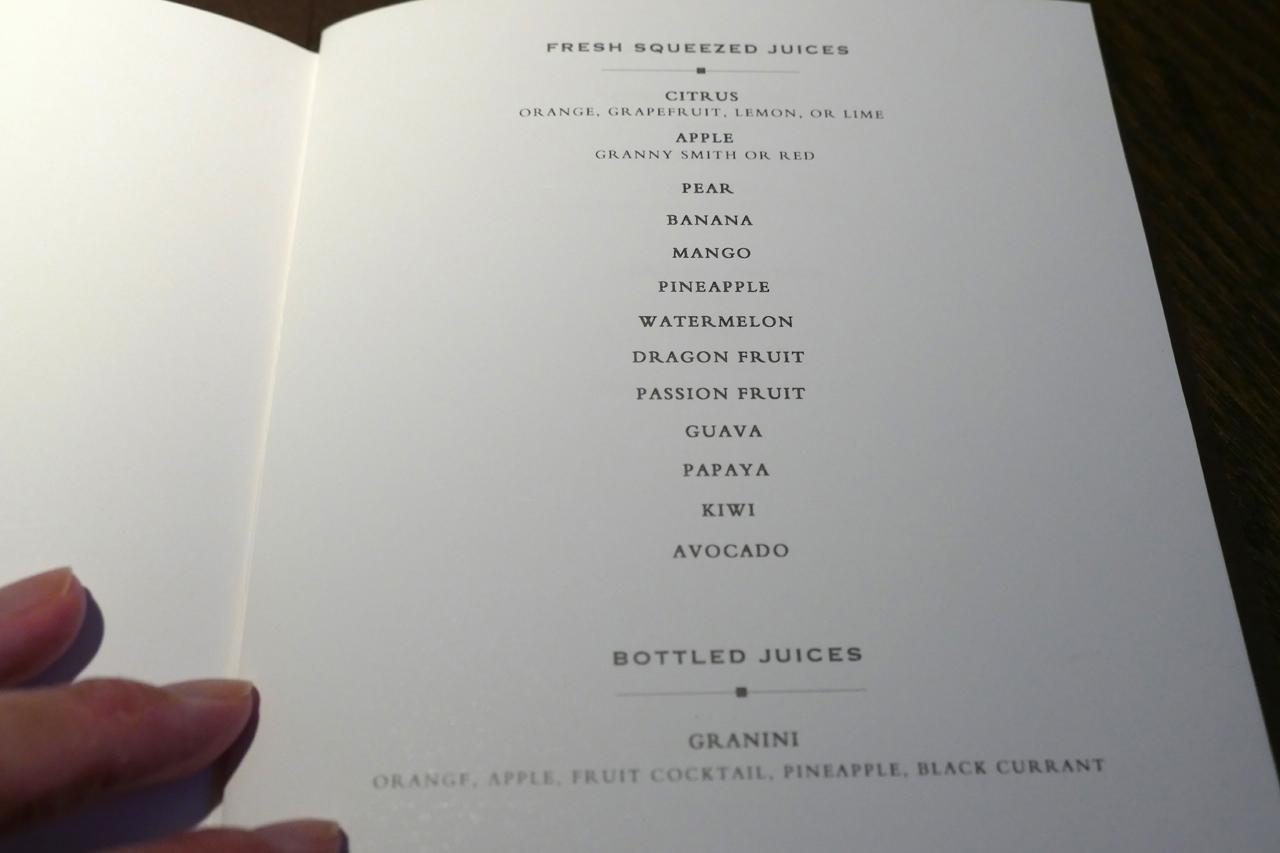 FRESH SQUEEZED JUICES
CITRUS
ORANGE, GRAPEFRUIT, LEMON, OR LIME
APPLE
GRANNY SMITH OR RED
PEAR
BANANA
MANGO
PINEAPPLE
WATERMELON
DRAGON FRUIT
PASSION FRUIT
GUAVA
PAPAYA
KIWI
AVOCADO
BOTTLED JUICES
GRANINI
ORANGE, APPLE, FRUIT COCKTAIL, PINEAPPLE, BLACK CURRANT